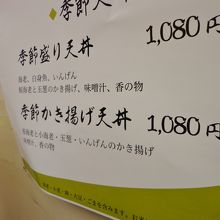 季節天丼
1,080円
季節盛り天丼
海老、白身魚、いんげん
桜海老と玉葱のかき揚げ、味噌汁、香の物
1,080円
季節かき揚げ天丼
桜海老と小海老・玉葱・いんげんのかき揚げ
味噌汁、香の物